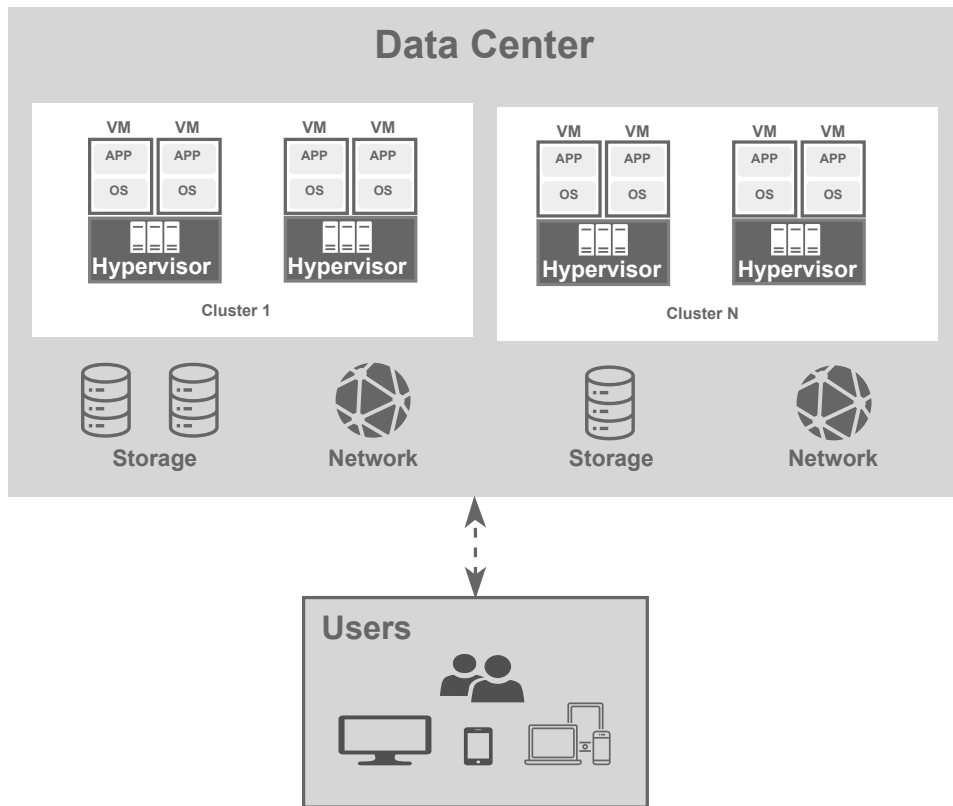 Data Center
VM VM VM VM
APP APP APP APP
OS OS OS OS
Hypervisor Hypervisor
Cluster 1
VM VM VM VM
APP APP APP APP
OS OS OS OS
Hypervisor Hypervisor
Cluster N
Storage Network Storage Network
Users